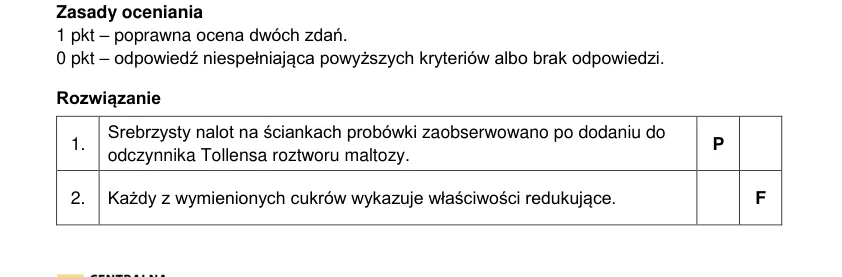 Zasady oceniania
1 pkt – poprawna ocena dwóch zdań.
0 pkt – odpowiedź niespełniająca powyższych kryteriów albo brak odpowiedzi.
Rozwiązanie
1. Srebrzysty nalot na ściankach probówki zaobserwowano po dodaniu do P
odczynnika Tollensa roztworu maltozy.
2. Każdy z wymienionych cukrów wykazuje właściwości redukujące. F
CENTRALNA